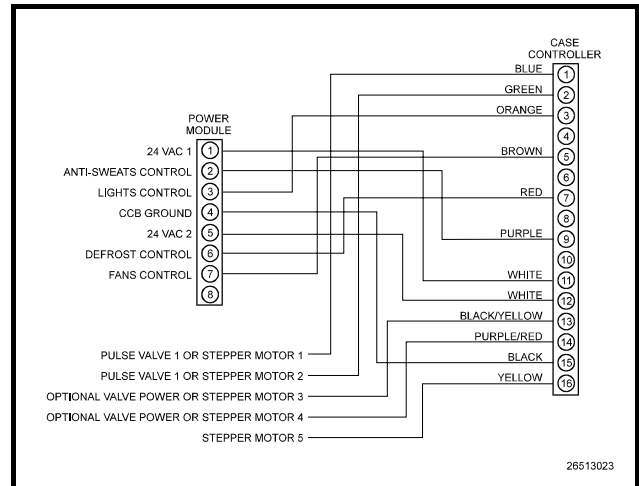 CASE
CONTROLLER
BLUE 1
GREEN 2
ORANGE 3
4
BROWN 5
6
RED 7
8
PURPLE 9
10
WHITE 11
WHITE 12
BLACK/YELLOW 13
PURPLE/RED 14
BLACK 15
YELLOW 16
POWER
MODULE
24 VAC 1 1
ANTI-SWEATS CONTROL 2
LIGHTS CONTROL 3
CCB GROUND 4
24 VAC 2 5
DEFROST CONTROL 6
FANS CONTROL 7
8
PULSE VALVE 1 OR STEPPER MOTOR 1
PULSE VALVE 1 OR STEPPER MOTOR 2
OPTIONAL VALVE POWER OR STEPPER MOTOR 3
OPTIONAL VALVE POWER OR STEPPER MOTOR 4
STEPPER MOTOR 5
26513023